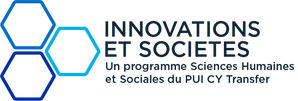 INNOVATIONS
ET SOCIETES
Un programme Sciences Humaines
et Sociales du PUI CY Transfer